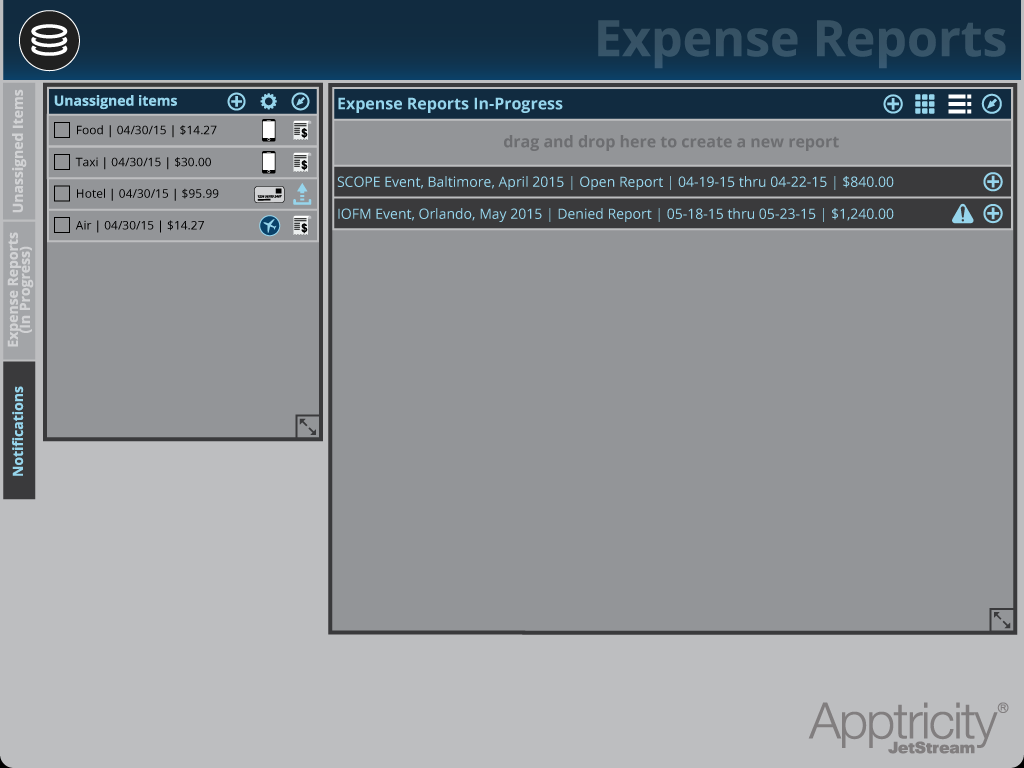 Expense Reports
Unassigned Items
Expense Reports
(In Progress)
Notifications
Unassigned items
Food | 04/30/15 | $14.27
Taxi | 04/30/15 | $30.00
Hotel | 04/30/15 | $95.99
Air | 04/30/15 | $14.27
Expense Reports In-Progress
drag and drop here to create a new report
SCOPE Event, Baltimore, April 2015 | Open Report | 04-19-15 thru 04-22-15 | $840.00
IOFM Event, Orlando, May 2015 | Denied Report | 05-18-15 thru 05-23-15 | $1,240.00
Apptricity®
JetStream